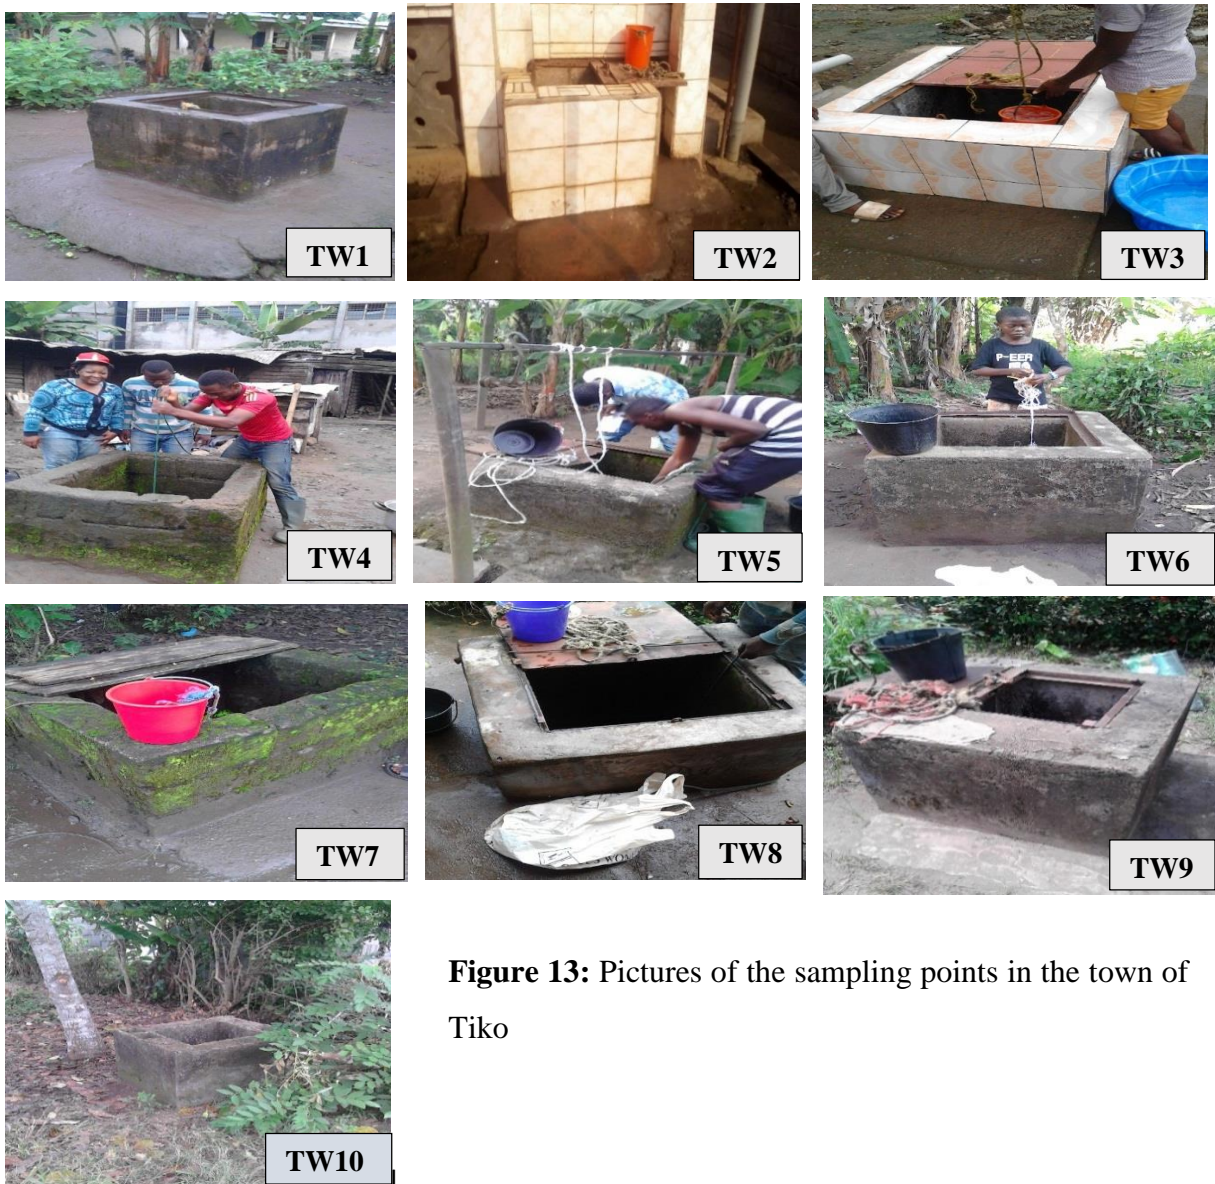 TW1
TW2
TW3
TW4
TW5
P-EER
TW6
TW7
TW8
TW9
TW10
Figure 13: Pictures of the sampling points in the town of
Tiko